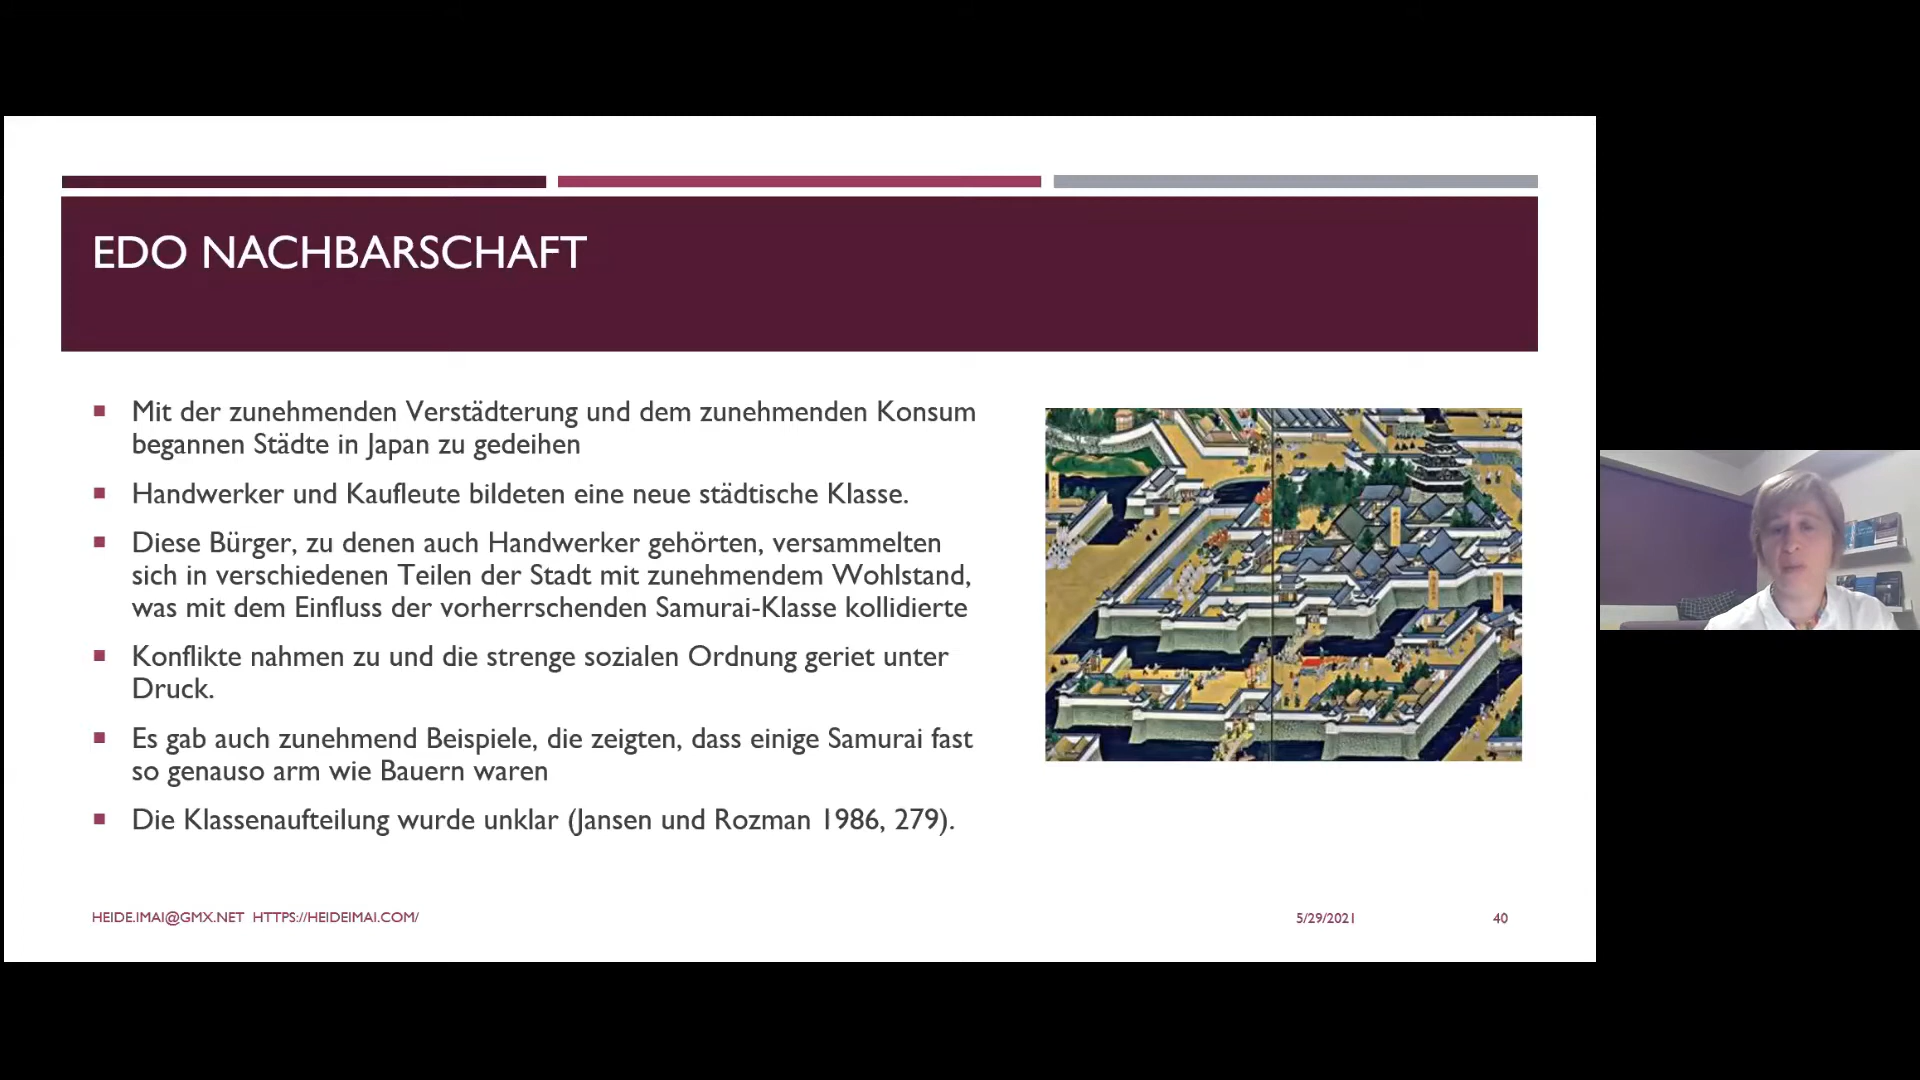 EDO NACHBARSCHAFT
Mit der zunehmenden Verstädterung und dem zunehmenden Konsum
begannen Städte in Japan zu gedeihen
Handwerker und Kaufleute bildeten eine neue städtische Klasse.
Diese Bürger, zu denen auch Handwerker gehörten, versammelten
sich in verschiedenen Teilen der Stadt mit zunehmendem Wohlstand,
was mit dem Einfluss der vorherrschenden Samurai-Klasse kollidierte
Konflikte nahmen zu und die strenge sozialen Ordnung geriet unter
Druck.
Es gab auch zunehmend Beispiele, die zeigten, dass einige Samurai fast
so genauso arm wie Bauern waren
Die Klassenaufteilung wurde unklar (Jansen und Rozman 1986, 279).
HEIDE.IMAI@GMX.NET HTTPS://HEIDEIMAI.COM/
5/29/2021
40